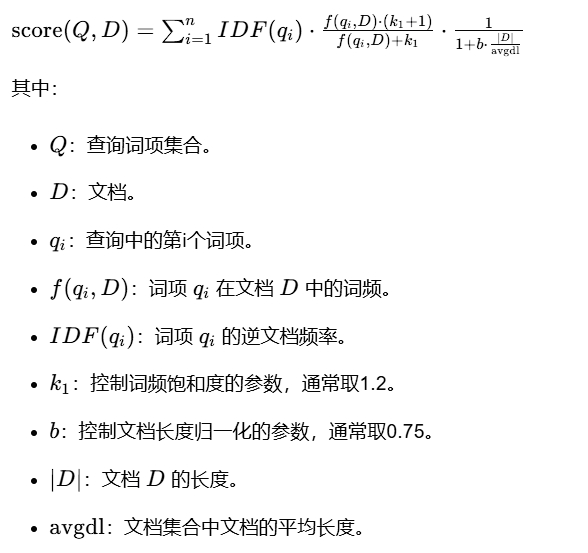 score(Q, D) = ∑ⁿᵢ₌₁ IDF(qᵢ) · f(qᵢ,D)·(k₁+1) / f(qᵢ,D)+k₁ · 1 / 1+b·|D|/avgdl
其中：
• Q：查询词项集合。
• D：文档。
• qᵢ：查询中的第i个词项。
• f(qᵢ, D)：词项 qᵢ 在文档 D 中的词频。
• IDF(qᵢ)：词项 qᵢ 的逆文档频率。
• k₁：控制词频饱和度的参数，通常取1.2。
• b：控制文档长度归一化的参数，通常取0.75。
• |D|：文档 D 的长度。
• avgdl：文档集合中文档的平均长度。